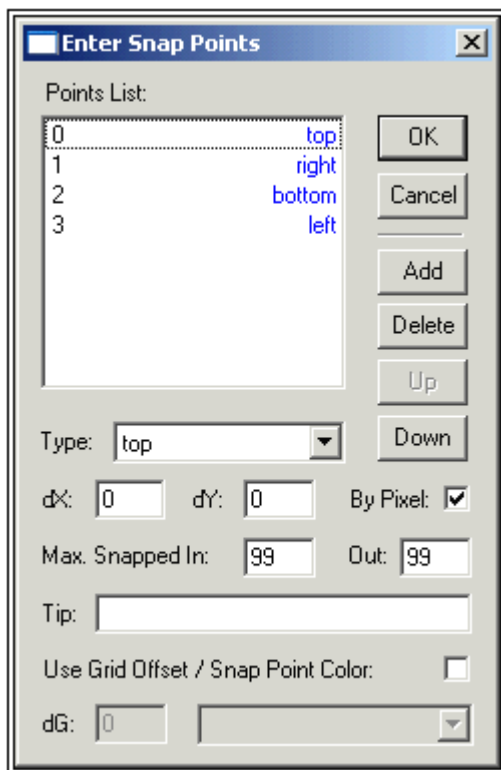 Enter Snap Points
Points List:
0 top
1 right
2 bottom
3 left
OK
Cancel
Add
Delete
Up
Down
Type: top
dX: 0 dY: 0 By Pixel:
Max. Snapped In: 99 Out: 99
Tip:
Use Grid Offset / Snap Point Color:
dG: 0